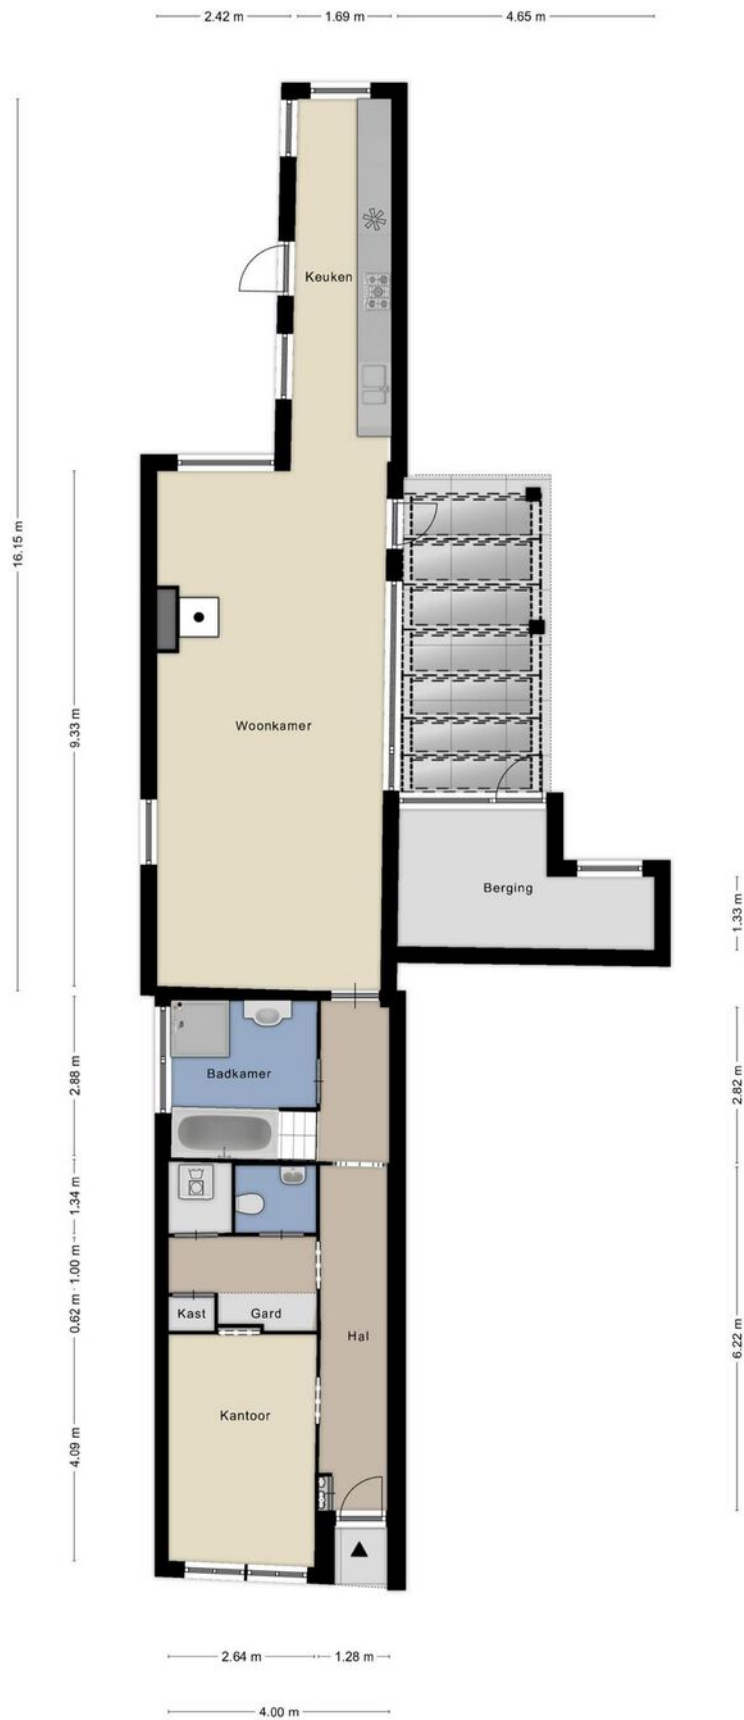 2.42 m
1.69 m
4.65 m
Keuken
16.15 m
9.33 m
Woonkamer
Berging
1.33 m
Badkamer
2.88 m
2.82 m
1.34 m
1.00 m
0.62 m
Kast
Gard
Hal
6.22 m
Kantoor
4.09 m
2.64 m
1.28 m
4.00 m